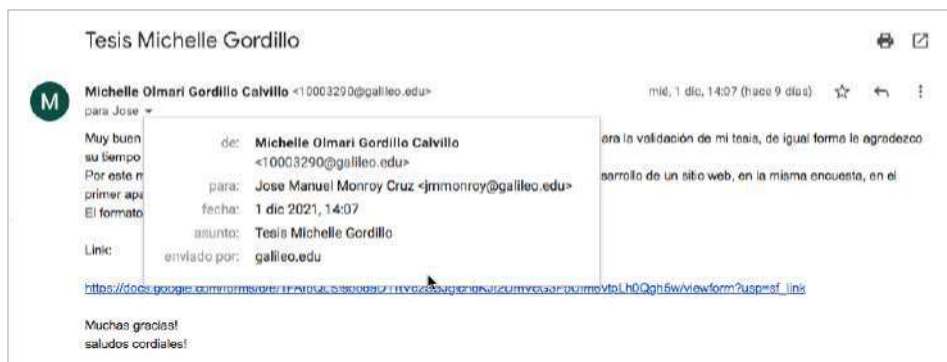 Tesis Michelle Gordillo
M
Michelle Olmari Gordillo Calvillo <10003290@galileo.edu>
mié, 1 dic, 14:07 (hace 9 días)
para Jose
Muy buen
ara la validación de mi tesis, de igual forma le agradezco
su tiempo
Por este m
sarrollo de un sitio web, en la misma encuesta, en el
primer apa
El formato
de: Michelle Olmari Gordillo Calvillo
<10003290@galileo.edu>
para: Jose Manuel Monroy Cruz <jmmonroy@galileo.edu>
fecha: 1 dic 2021, 14:07
asunto: Tesis Michelle Gordillo
enviado por: galileo.edu
Link:
Muchas gracias!
saludos cordiales!